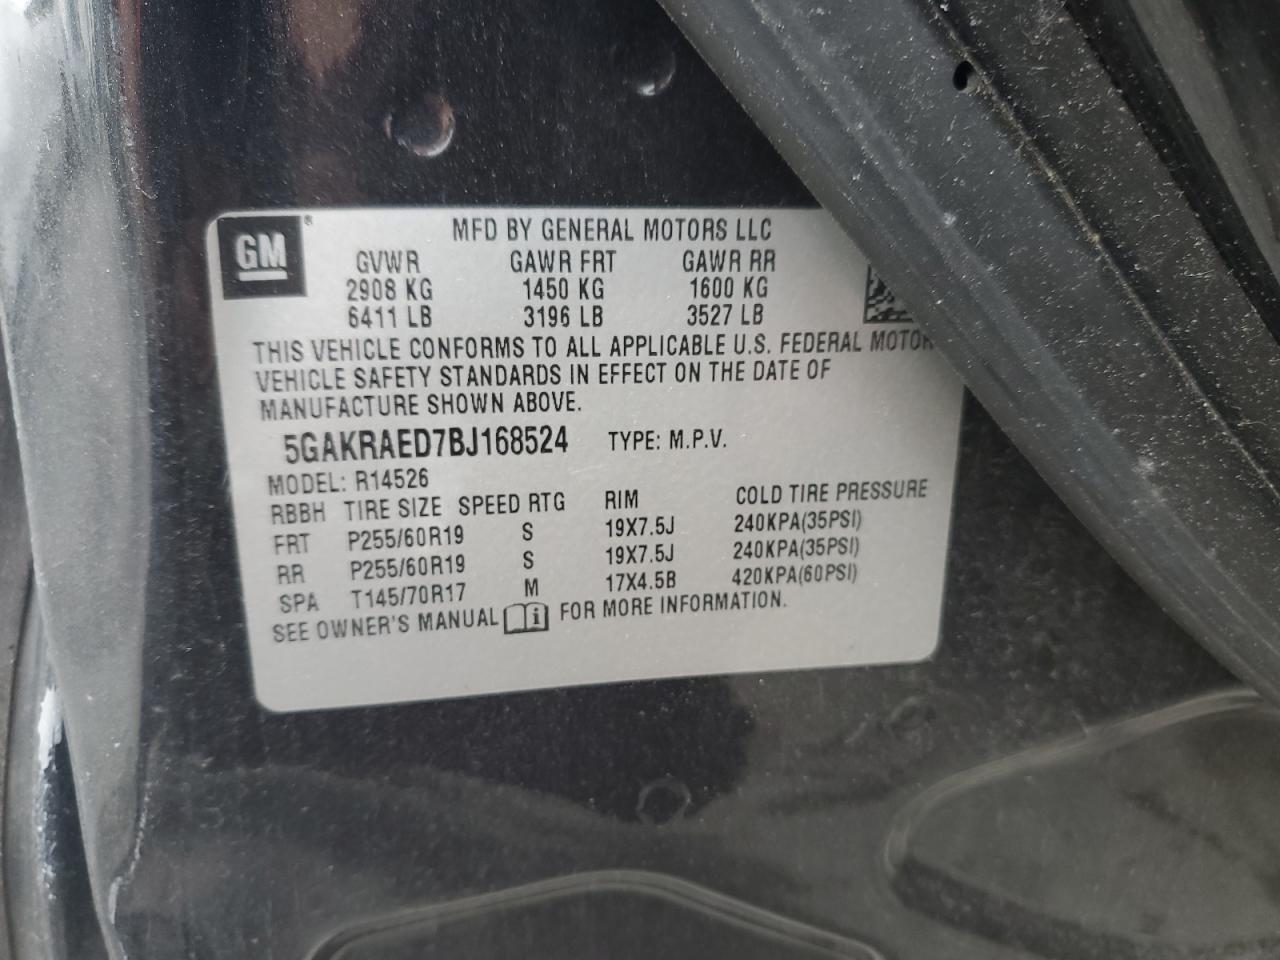 GM ® MFD BY GENERAL MOTORS LLC
GVWR GAWR FRT GAWR RR
2908 KG 1450 KG 1600 KG
6411 LB 3196 LB 3527 LB
THIS VEHICLE CONFORMS TO ALL APPLICABLE U.S. FEDERAL MOTOR
VEHICLE SAFETY STANDARDS IN EFFECT ON THE DATE OF
MANUFACTURE SHOWN ABOVE.
5GAKRAED7BJ168524 TYPE: M.P.V.
MODEL: R14526
RBBH TIRE SIZE SPEED RTG RIM COLD TIRE PRESSURE
FRT P255/60R19 S 19X7.5J 240KPA(35PSI)
RR P255/60R19 S 19X7.5J 240KPA(35PSI)
SPA T145/70R17 M 17X4.5B 420KPA(60PSI)
SEE OWNER'S MANUAL i FOR MORE INFORMATION.